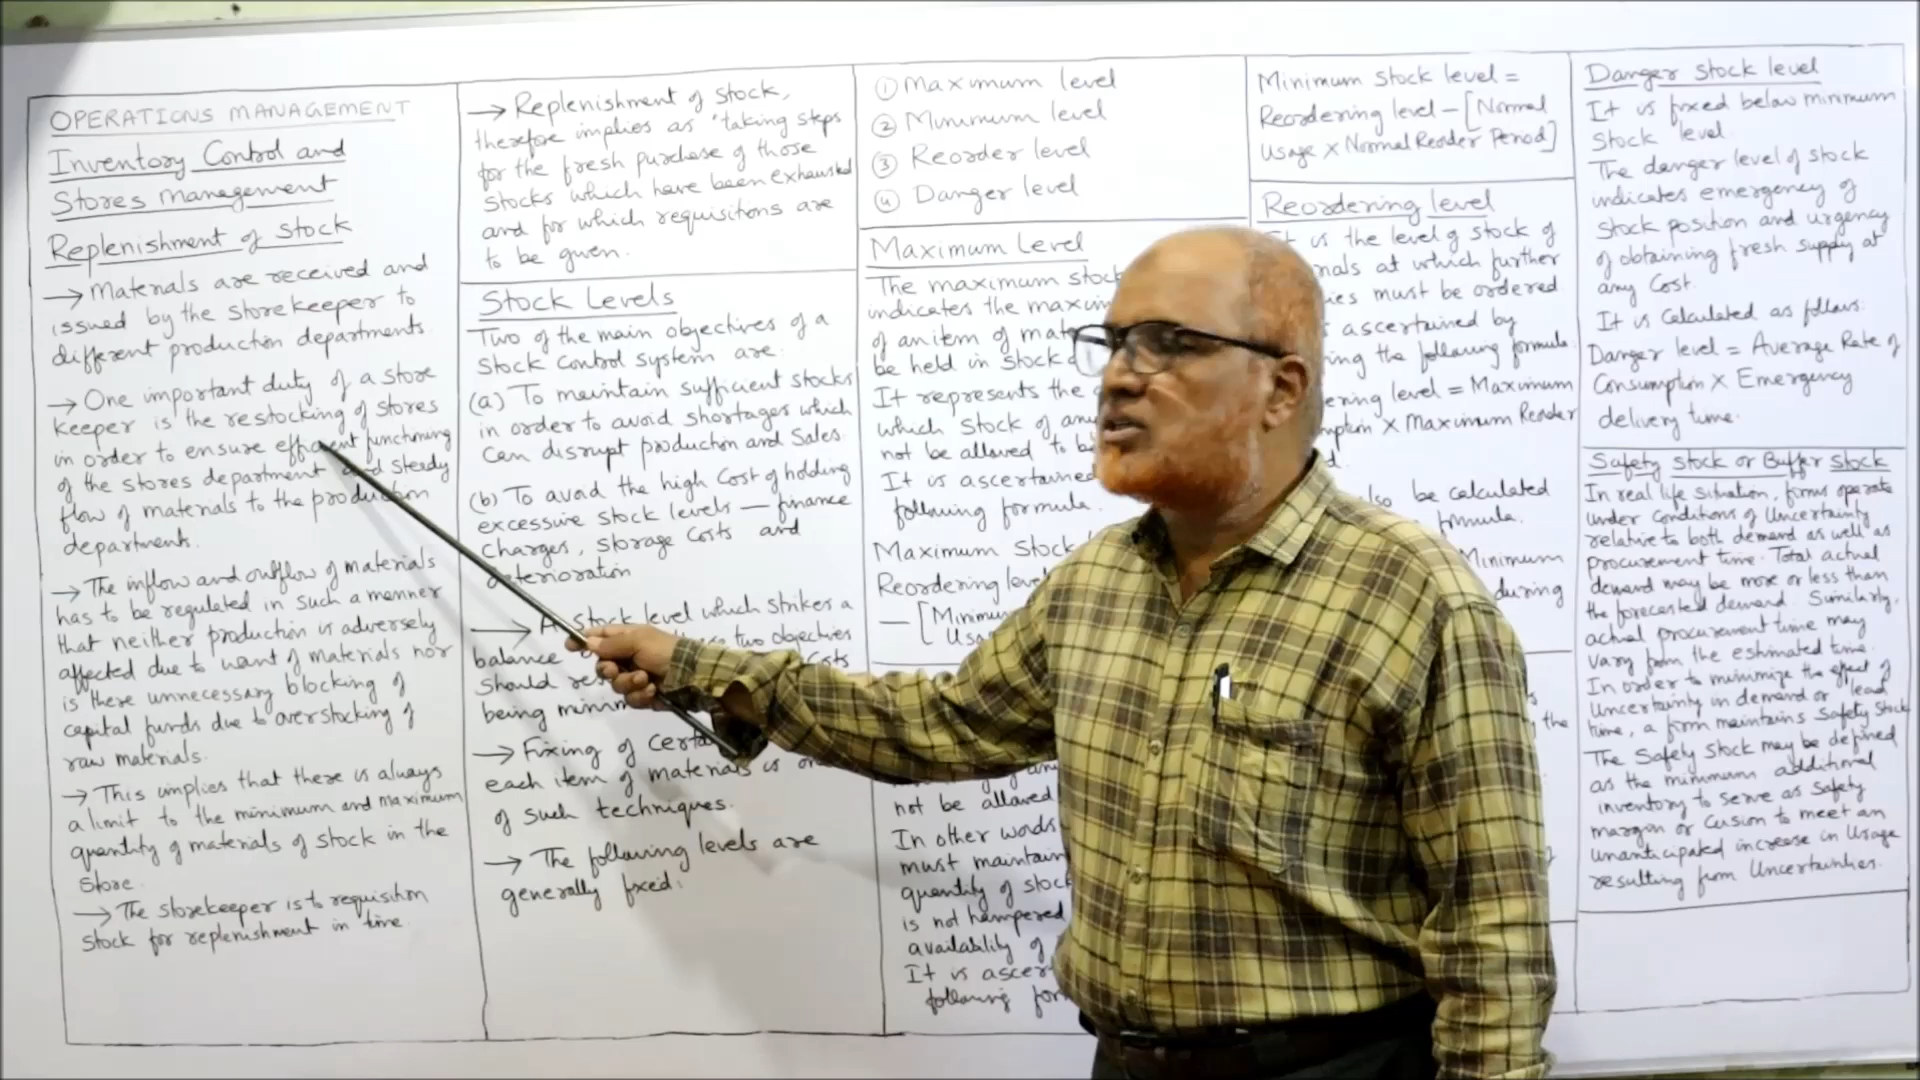 OPERATIONS MANAGEMENT
Inventory Control and
Stores Management
Replenishment of Stock
→ Materials are received and
issued by the storekeeper to
different production departments.
→ One important duty of a store
keeper is the restocking of stores
in order to ensure efficient functioning
of the stores department and steady
flow of materials to the production
departments.
→ The inflow and outflow of materials
has to be regulated in such a manner
that neither production is adversely
affected due to want of materials nor
is there unnecessary blocking of
capital funds due to overstocking of
raw materials.
→ This implies that there is always
a limit to the minimum and maximum
quantity of materials of stock in the
Store.
→ The storekeeper is to requisition
Stock for replenishment in time.
→ Replenishment of Stock,
therefore implies as 'taking steps
for the fresh purchase of those
Stocks which have been exhausted
and for which requisitions are
to be given.
Stock Levels
Two of the main objectives of a
Stock Control system are:
(a) To maintain sufficient stocks
in order to avoid shortages which
can disrupt production and Sales.
(b) To avoid the high cost of holding
excessive stock levels — finance
Charges, Storage Costs and
deterioration
→ A stock level which strikes a
balance two objectives
Should
being
→ Fixing of
each item of materials is
of such techniques.
→ The following levels are
generally fixed:
① Maximum level
② Minimum level
③ Reorder level
④ Danger level
Maximum Level
The maximum stock
indicates the
of an item of
be held in stock
It represents the
which stock of any
not be allowed to
It is ascertained
following formula.
Maximum Stock
Reordering
— [
not be allowed
In other words
must maintain
quantity of stock
is not hampered
availability of
It is
following
Minimum Stock level =
Reordering level — [Normal
Usage × Normal Reorder Period]
Reordering level
It is the level of stock of
at which further
must be ordered
ascertained by
the following formula.
level = Maximum
× Maximum Reorder
be calculated
formula.
Minimum
during
the
Danger Stock level
It is fixed below minimum
Stock level.
The danger level of stock
indicates emergency of
stock position and urgency
of obtaining fresh supply at
any Cost.
It is Calculated as follows:
Danger level = Average Rate of
Consumption × Emergency
delivery time.
Safety Stock or Buffer Stock
In real life situation, firms operate
under conditions of Uncertainty
relative to both demand as well as
procurement time. Total actual
demand may be more or less than
the forecasted demand. Similarly,
actual procurement time may
vary from the estimated time.
In order to minimize the effect of
Uncertainty in demand or 'lead
time, a firm maintains Safety Stock
The Safety Stock may be defined
as the minimum additional
inventory to serve as Safety
margin or Cusion to meet an
unanticipated increase in Usage
resulting from Uncertainties.